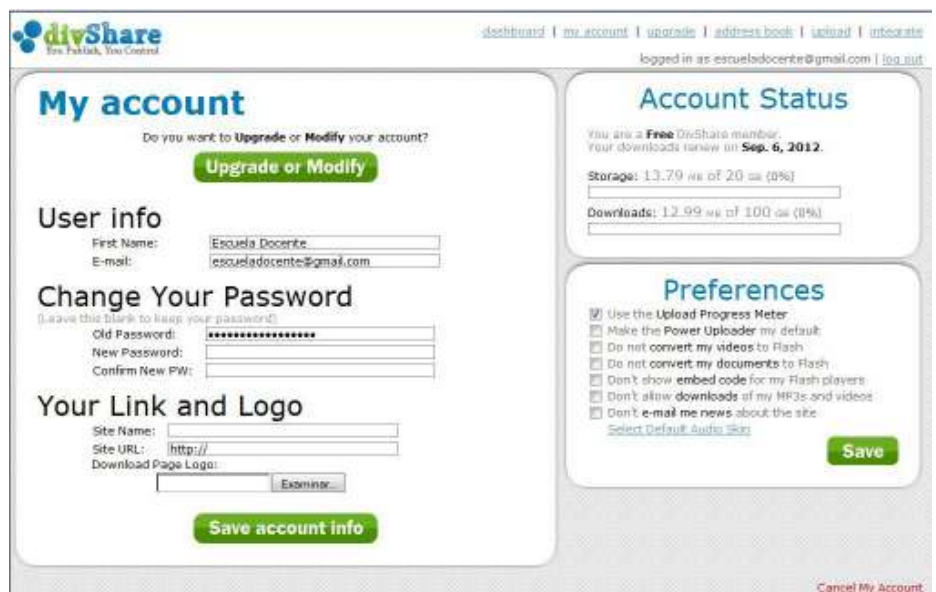 divShare
You Publish, You Control
dashboard | my account | upgrade | address book | upload | integrate
logged in as escueladocente@gmail.com | log out
My account
Do you want to Upgrade or Modify your account?
Upgrade or Modify
User info
First Name: Escuela Docente
E-mail: escueladocente@gmail.com
Change Your Password
(Leave this blank to keep your password)
Old Password: •••••••••••••••••
New Password:
Confirm New PW:
Your Link and Logo
Site Name:
Site URL: http://
Download Page Logo:
Examinar...
Save account info
Account Status
You are a Free DivShare member.
Your downloads renew on Sep. 6, 2012.
Storage: 13.79 MB of 20 GB (0%)
Downloads: 12.99 MB of 100 GB (0%)
Preferences
Use the Upload Progress Meter
Make the Power Uploader my default
Do not convert my videos to Flash
Do not convert my documents to Flash
Don't show embed code for my Flash players
Don't allow downloads of my MP3s and videos
Don't e-mail me news about the site
Select Default Audio Skin
Save
Cancel My Account